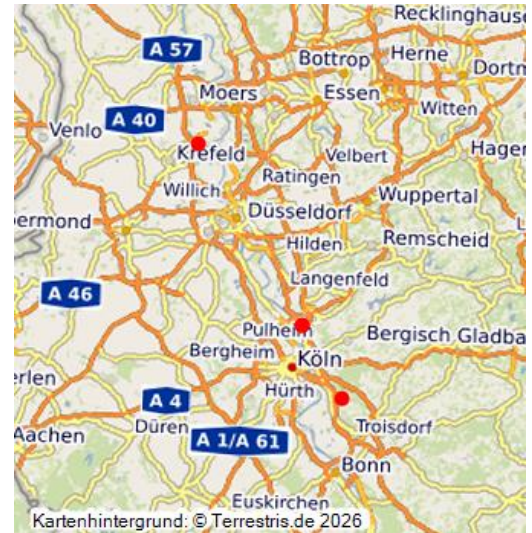 Recklinghause
A 57
Bottrop
Herne
Dortm
Moers
Essen
Witten
A 40
Venlo
Krefeld
Velbert
Hager
Ratingen
Willich
Wuppertal
ermond
Düsseldorf
Hilden
Remscheid
A 46
Langenfeld
Pulheim
Bergisch Gladba
Bergheim
Köln
erlen
Hürth
A 4
Troisdorf
Aachen
Düren
A 1/A 61
Bonn
Euskirchen
Kartenhintergrund: © Terrestris.de 2026